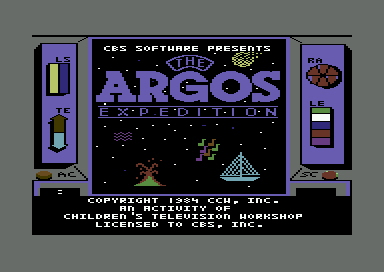 CBS SOFTWARE PRESENTS
THE
ARGOS
EXPEDITION
LS
TE
AC
RA
LE
SC
COPYRIGHT 1984 CCW, INC.
AN ACTIVITY OF
CHILDREN'S TELEVISION WORKSHOP
LICENSED TO CBS, INC.